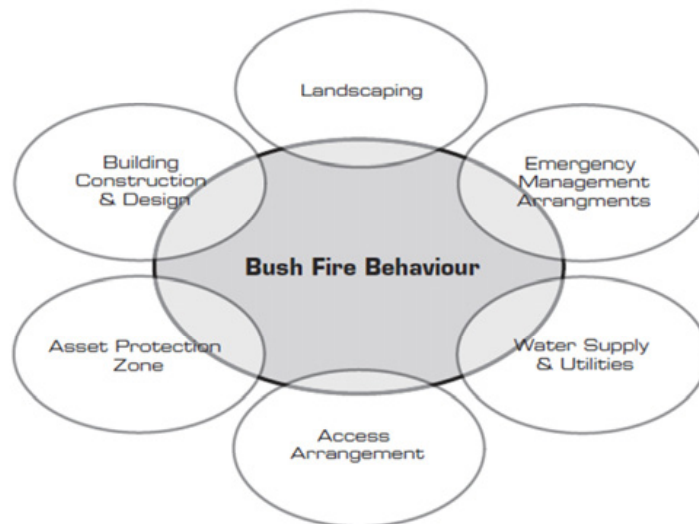 Landscaping
Building
Construction
& Design
Emergency
Management
Arrangments
Bush Fire Behaviour
Asset Protection
Zone
Water Supply
& Utilities
Access
Arrangement